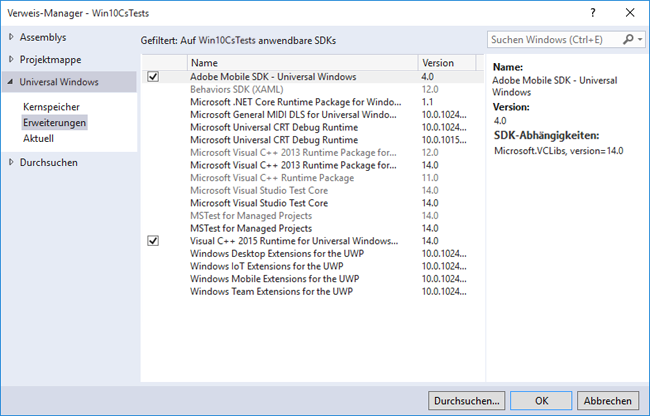 Verweis-Manager - Win10CsTests
Assemblys
Projektmappe
Universal Windows
Kernspeicher
Erweiterungen
Aktuell
Durchsuchen
Gefiltert: Auf Win10CsTests anwendbare SDKs
Suchen Windows (Ctrl+E)
Name Version
Adobe Mobile SDK - Universal Windows 4.0
Behaviors SDK (XAML) 12.0
Microsoft .NET Core Runtime Package for Windo... 1.1
Microsoft General MIDI DLS for Universal Windo... 10.0.1024...
Microsoft Universal CRT Debug Runtime 10.0.1024...
Microsoft Universal CRT Debug Runtime 10.0.1015...
Microsoft Visual C++ 2013 Runtime Package for... 12.0
Microsoft Visual C++ 2013 Runtime Package for... 14.0
Microsoft Visual C++ Runtime Package 11.0
Microsoft Visual Studio Test Core 14.0
Microsoft Visual Studio Test Core 14.0
MSTest for Managed Projects 14.0
MSTest for Managed Projects 14.0
Visual C++ 2015 Runtime for Universal Windows... 14.0
Windows Desktop Extensions for the UWP 10.0.1024...
Windows IoT Extensions for the UWP 10.0.1024...
Windows Mobile Extensions for the UWP 10.0.1024...
Windows Team Extensions for the UWP 10.0.1024...
Name:
Adobe Mobile SDK - Universal
Windows
Version:
4.0
SDK-Abhängigkeiten:
Microsoft.VCLibs, version=14.0
Durchsuchen... OK Abbrechen